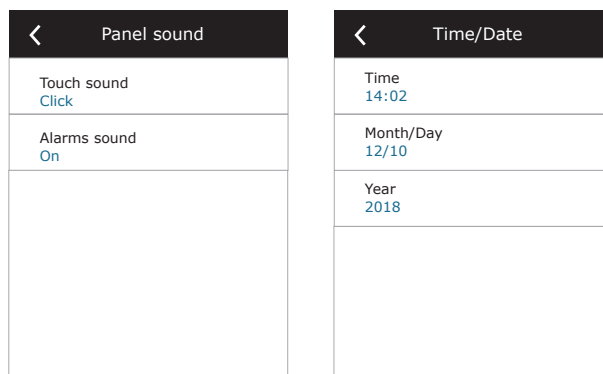 Panel sound
Touch sound
Click
Alarms sound
On
Time/Date
Time
14:02
Month/Day
12/10
Year
2018